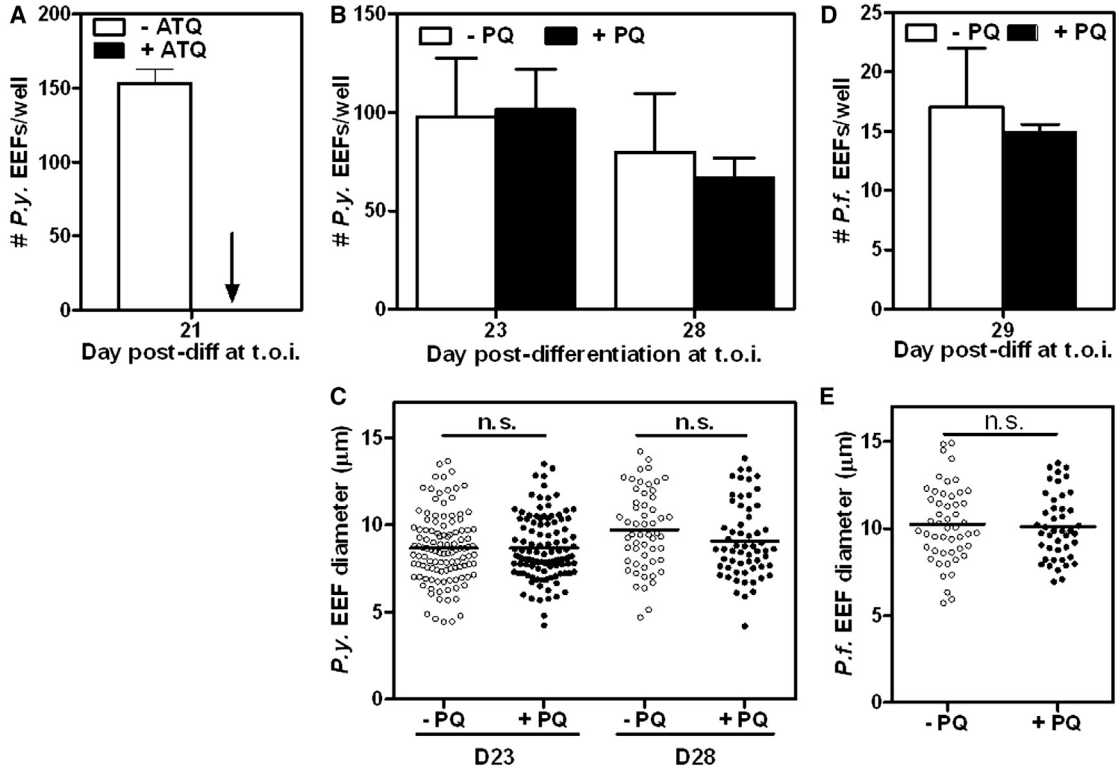 A
- ATQ
+ ATQ
200
150
100
50
0
# P.y. EEFs/well
21
Day post-diff at t.o.i.
B
- PQ
+ PQ
150
100
50
0
# P.y. EEFs/well
23
28
Day post-differentiation at t.o.i.
D
- PQ
+ PQ
25
20
15
10
5
0
# P.f. EEFs/well
29
Day post-diff at t.o.i.
C
n.s.
n.s.
15
10
5
0
P.y. EEF diameter (μm)
- PQ
+ PQ
- PQ
+ PQ
D23
D28
E
n.s.
15
10
5
0
P.f. EEF diameter (μm)
- PQ
+ PQ